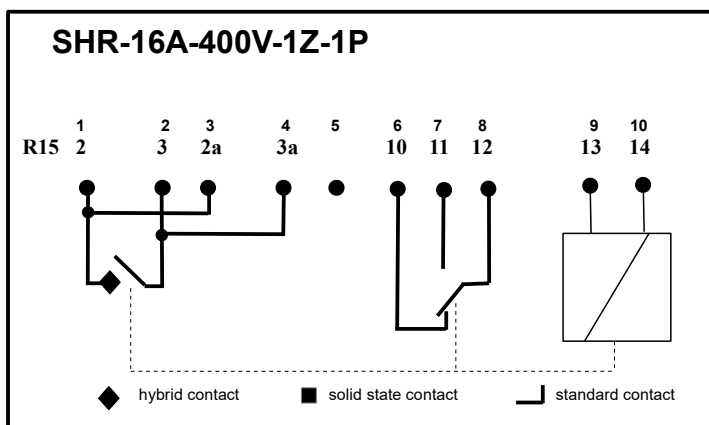 SHR-16A-400V-1Z-1P
1 2 3 4 5 6 7 8 9 10
R15 2 3 2a 3a 10 11 12 13 14
hybrid contact solid state contact standard contact